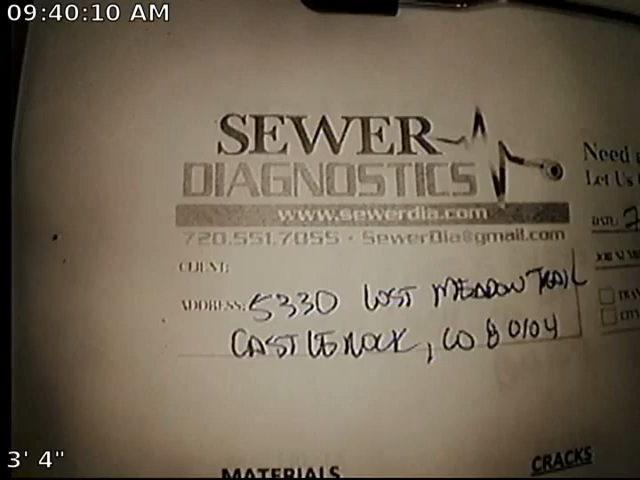 09:40:10 AM
SEWER
DIAGNOSTICS
www.sewerdia.com
720.551.7055 · SewerDia@gmail.com
Need
Let Us
CLIENT:
ADDRESS: 5330 LOST MEADOW TRAIL
CASTLE ROCK, CO 80104
3' 4"
MATERIALS
CRACKS